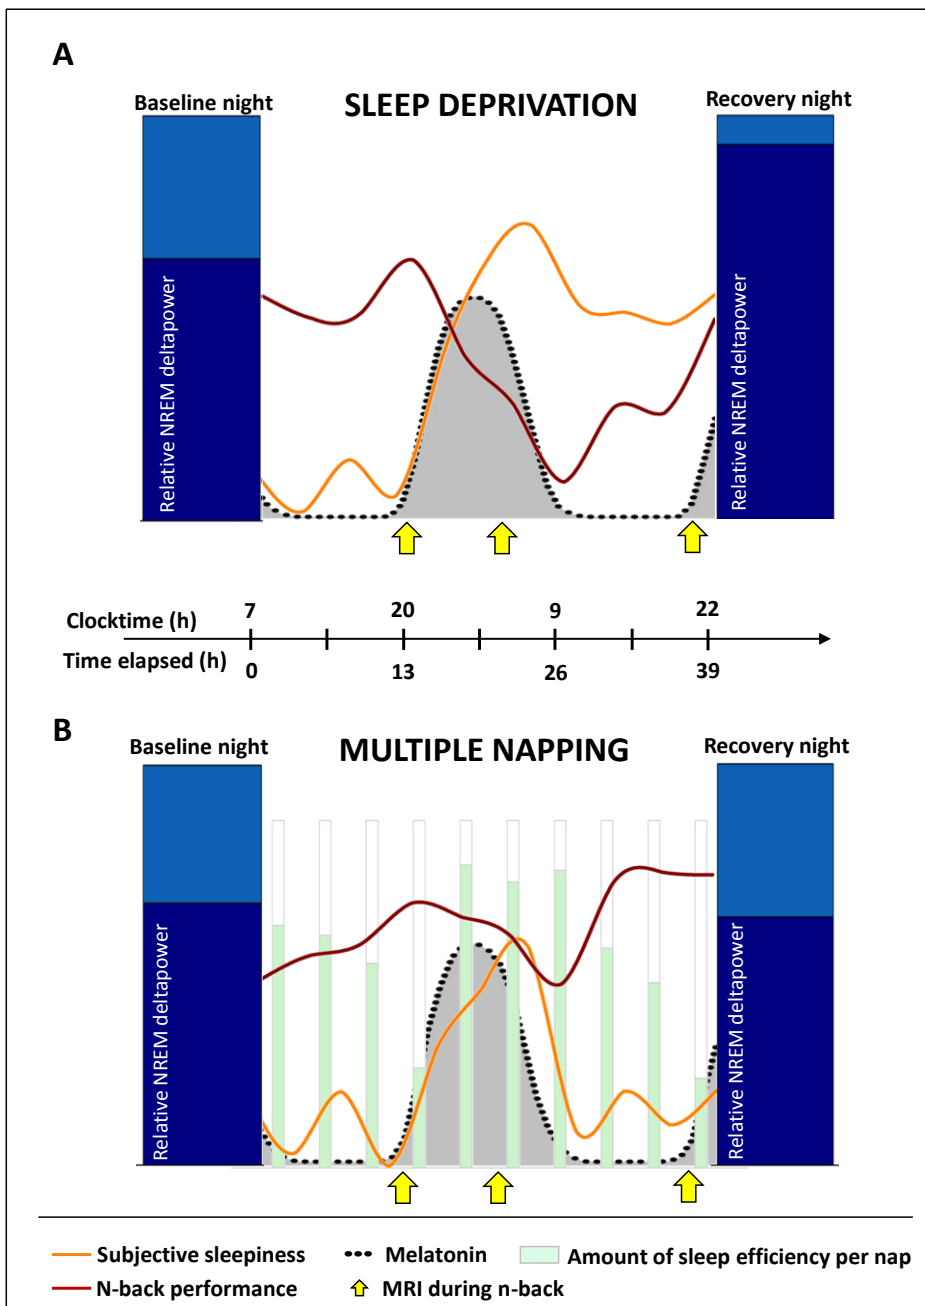 A
Baseline night
SLEEP DEPRIVATION
Recovery night
Relative NREM deltapower
Relative NREM deltapower
Clocktime (h)
7
20
9
22
Time elapsed (h)
0
13
26
39
B
Baseline night
MULTIPLE NAPPING
Recovery night
Relative NREM deltapower
Relative NREM deltapower
Subjective sleepiness
Melatonin
Amount of sleep efficiency per nap
N-back performance
MRI during n-back